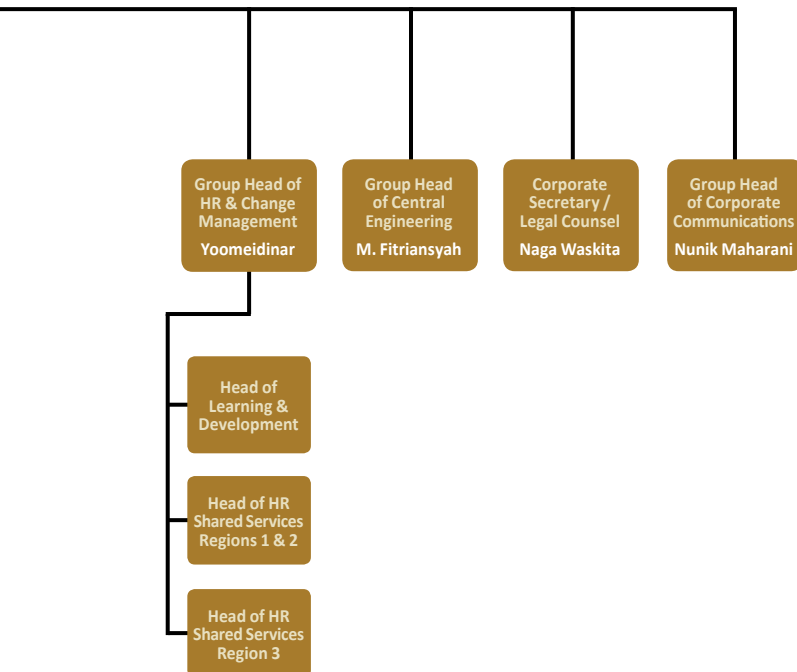 Group Head of
HR & Change
Management
Yoomeidinar
Group Head
of Central
Engineering
M. Fitriansyah
Corporate
Secretary /
Legal Counsel
Naga Waskita
Group Head
of Corporate
Communications
Nunik Maharani
Head of
Learning &
Development
Head of HR
Shared Services
Regions 1 & 2
Head of HR
Shared Services
Region 3